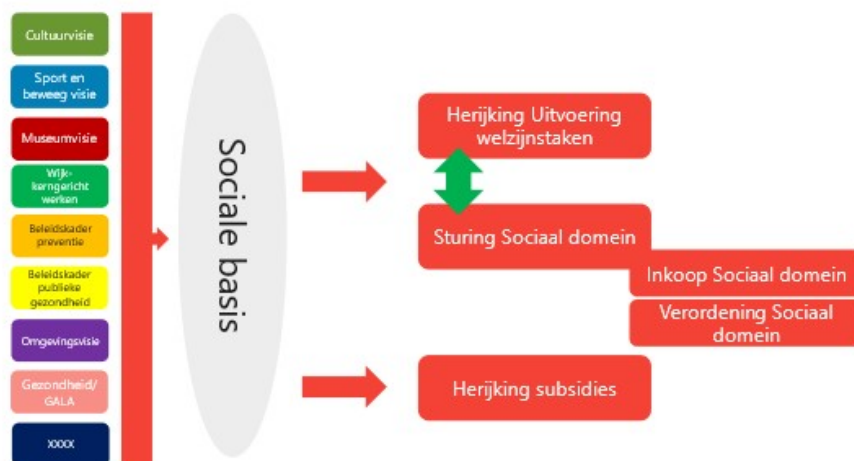 Cultuurvisie
Sport en
beweeg visie
Museumvisie
Wijk-
kerngericht
werken
Beleidskader
preventie
Beleidskader
publieke
gezondheid
Omgevingsvisie
Gezondheid/
GALA
xxxx
Sociale basis
Herijking Uitvoering
welzijnstaken
Sturing Sociaal domein
Inkoop Sociaal domein
Verordening Sociaal
domein
Herijking subsidies